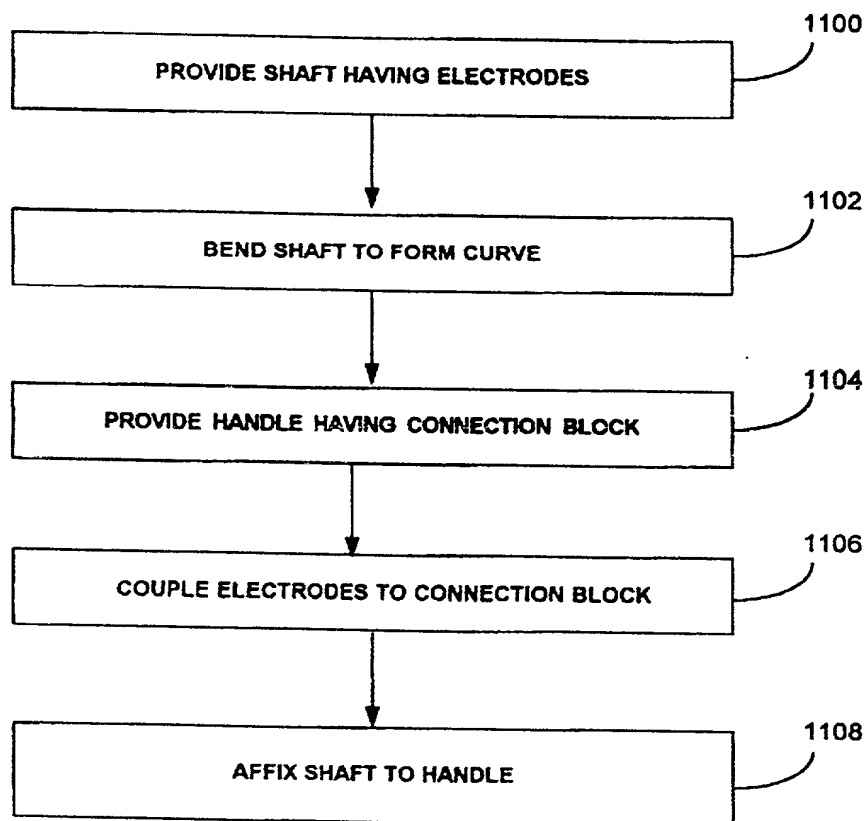 1100
PROVIDE SHAFT HAVING ELECTRODES
1102
BEND SHAFT TO FORM CURVE
1104
PROVIDE HANDLE HAVING CONNECTION BLOCK
1106
COUPLE ELECTRODES TO CONNECTION BLOCK
1108
AFFIX SHAFT TO HANDLE